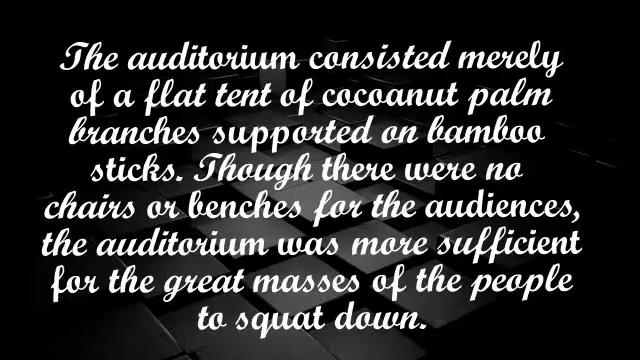 The auditorium consisted merely
of a flat tent of cocoanut palm
branches supported on bamboo
sticks. Though there were no
chairs or benches for the audiences,
the auditorium was more sufficient
for the great masses of the people
to squat down.